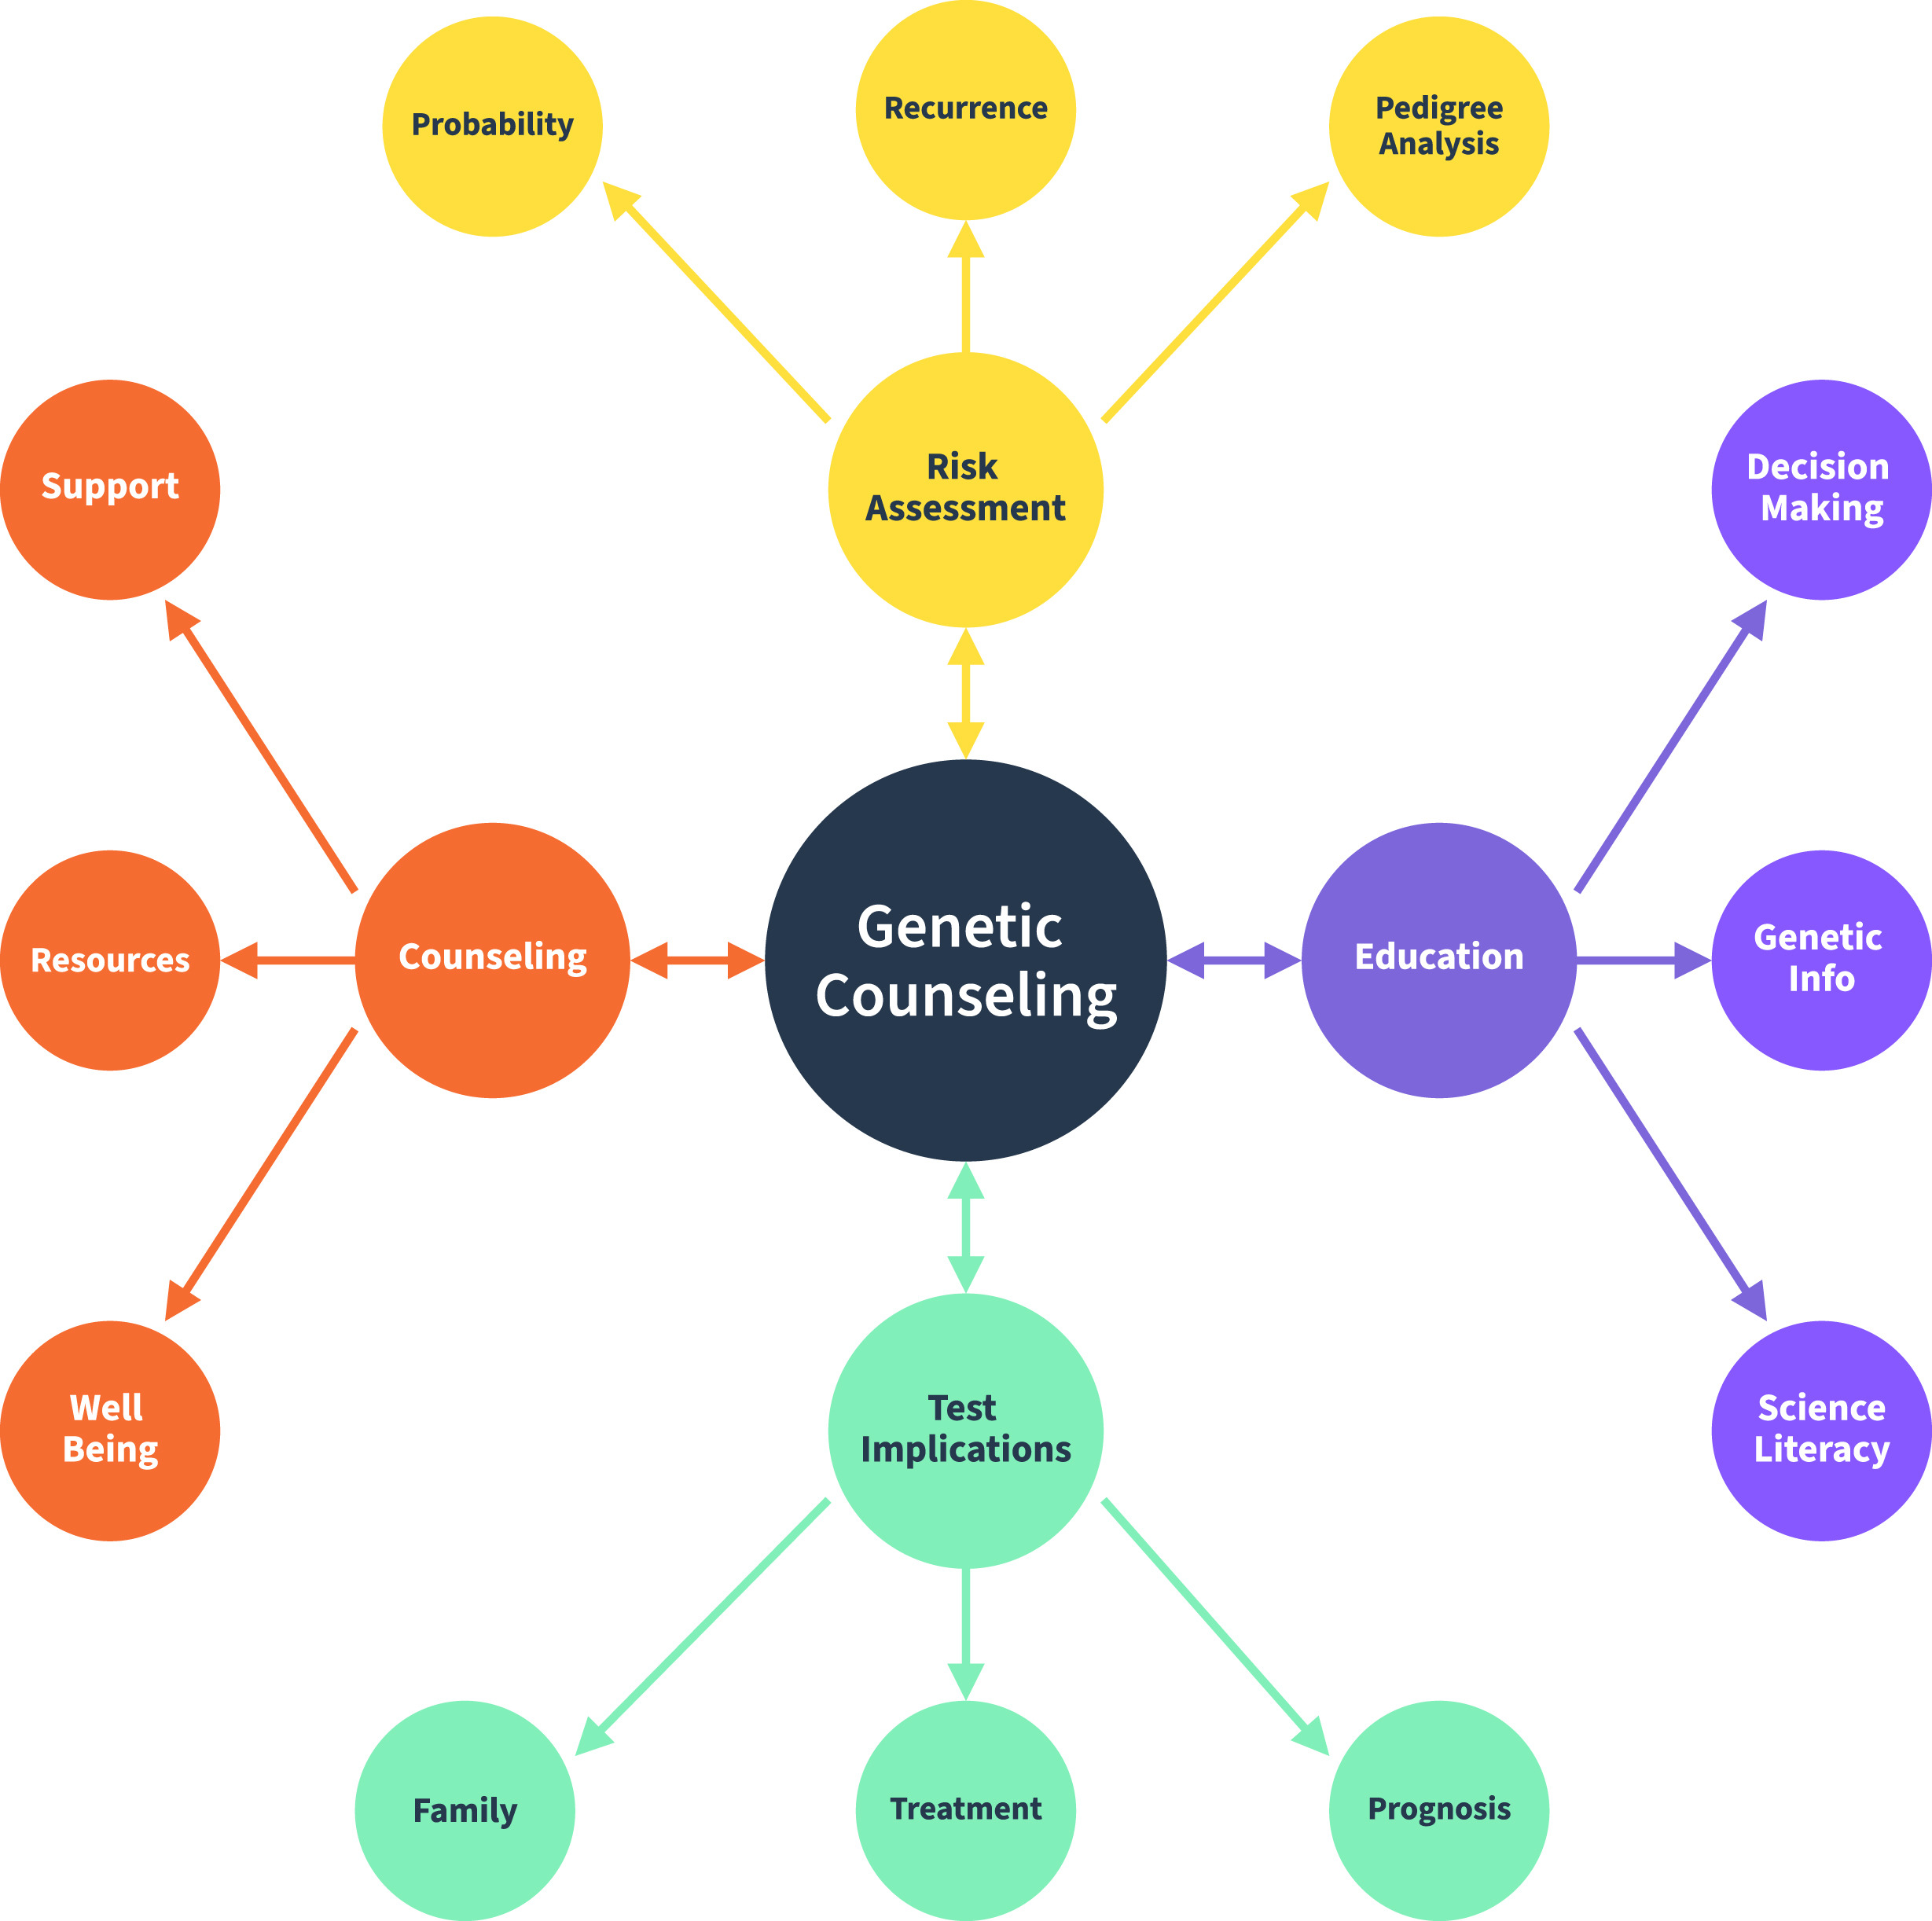 Probability
Recurrence
Pedigree
Analysis
Risk
Assessment
Support
Decision
Making
Resources
Counseling
Genetic
Counseling
Education
Genetic
Info
Well
Being
Test
Implications
Science
Literacy
Family
Treatment
Prognosis